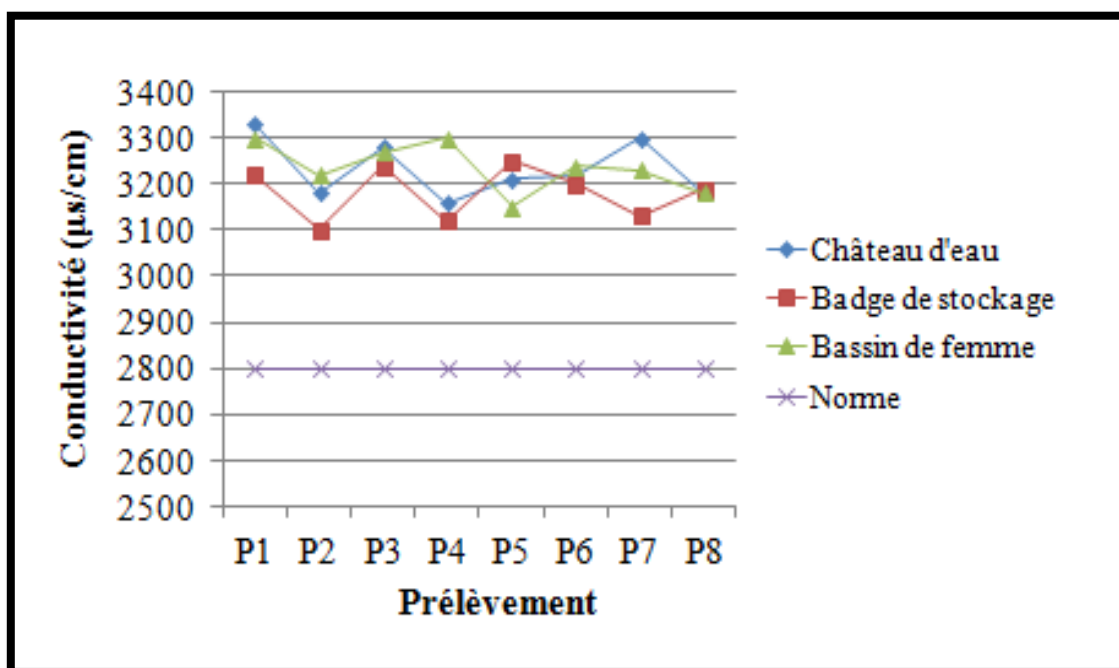 Conductivité (µs/cm)
3400
3300
3200
3100
3000
2900
2800
2700
2600
2500
P1 P2 P3 P4 P5 P6 P7 P8
Prélèvement
Château d'eau
Badge de stockage
Bassin de femme
Norme